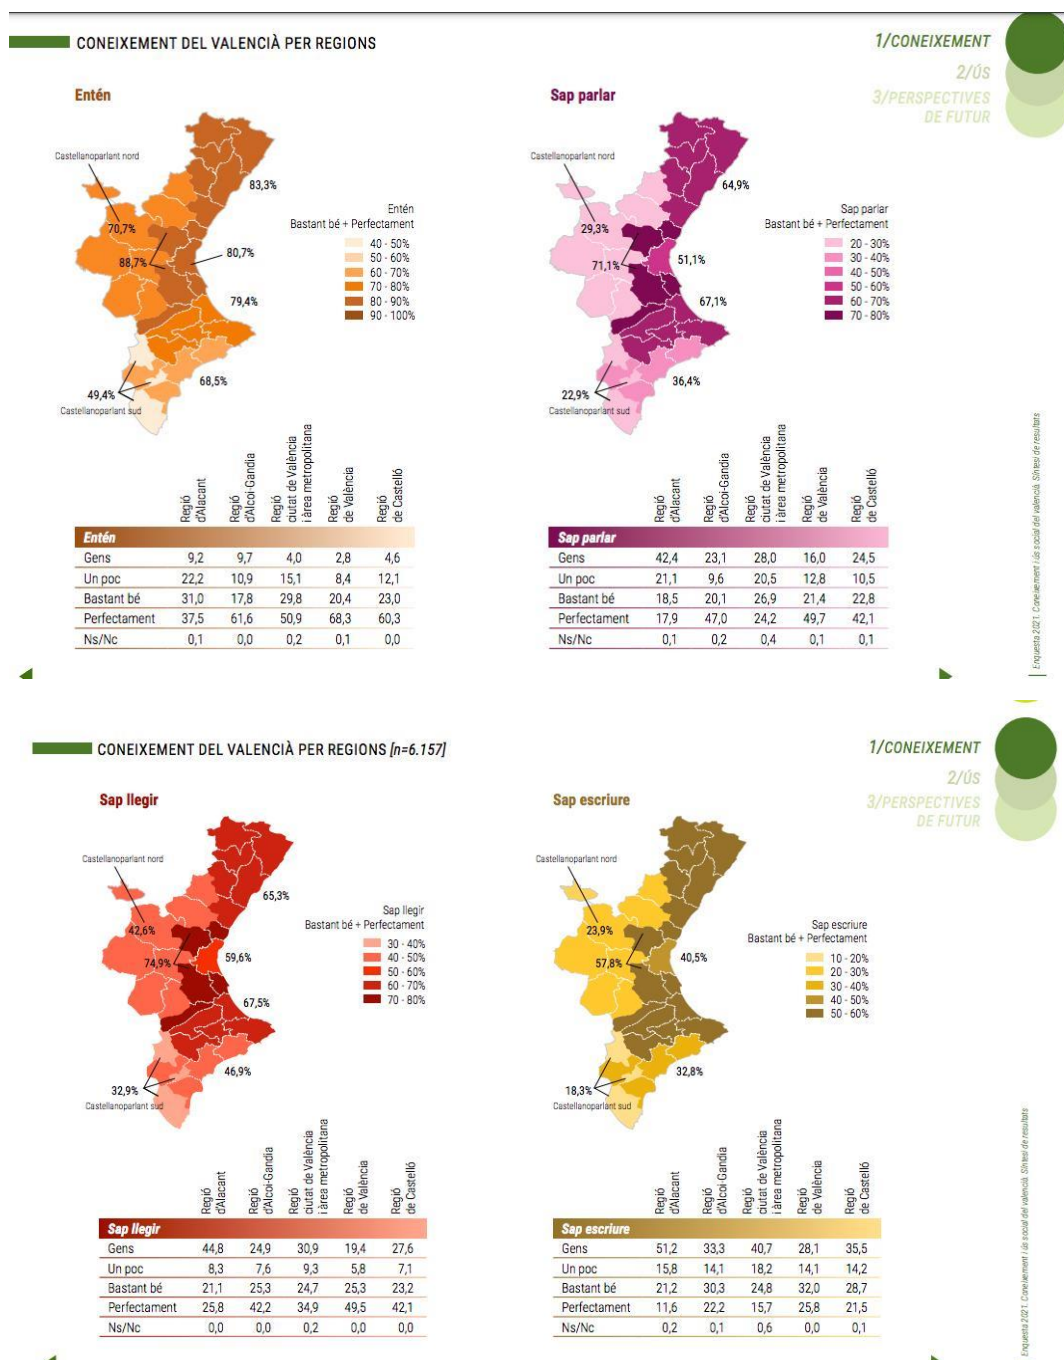 CONEIXEMENT DEL VALENCIÀ PER REGIONS
1/CONEIXEMENT
2/ÚS
3/PERSPECTIVES
DE FUTUR
Entén
Castellanoparlant nord
83,3%
70,7%
80,7%
88,7%
79,4%
68,5%
49,4%
Castellanoparlant sud
Entén
Bastant bé + Perfectament
40 - 50%
50 - 60%
60 - 70%
70 - 80%
80 - 90%
90 - 100%
Sap parlar
Castellanoparlant nord
64,9%
29,3%
51,1%
71,1%
67,1%
36,4%
22,9%
Castellanoparlant sud
Sap parlar
Bastant bé + Perfectament
20 - 30%
30 - 40%
40 - 50%
50 - 60%
60 - 70%
70 - 80%
Regió d'Alacant
Regió d'Alcoi-Gandia
Regió ciutat de València i àrea metropolitana
Regió de València
Regió de Castelló
Entén
Gens 9,2 9,7 4,0 2,8 4,6
Un poc 22,2 10,9 15,1 8,4 12,1
Bastant bé 31,0 17,8 29,8 20,4 23,0
Perfectament 37,5 61,6 50,9 68,3 60,3
Ns/Nc 0,1 0,0 0,2 0,1 0,0
Regió d'Alacant
Regió d'Alcoi-Gandia
Regió ciutat de València i àrea metropolitana
Regió de València
Regió de Castelló
Sap parlar
Gens 42,4 23,1 28,0 16,0 24,5
Un poc 21,1 9,6 20,5 12,8 10,5
Bastant bé 18,5 20,1 26,9 21,4 22,8
Perfectament 17,9 47,0 24,2 49,7 42,1
Ns/Nc 0,1 0,2 0,4 0,1 0,1
Enquesta 2021. Coneixement i ús social del valencià. Síntesi de resultats
CONEIXEMENT DEL VALENCIÀ PER REGIONS [n=6.157]
1/CONEIXEMENT
2/ÚS
3/PERSPECTIVES
DE FUTUR
Sap llegir
Castellanoparlant nord
65,3%
42,6%
59,6%
74,9%
67,5%
46,9%
32,9%
Castellanoparlant sud
Sap llegir
Bastant bé + Perfectament
30 - 40%
40 - 50%
50 - 60%
60 - 70%
70 - 80%
Sap escriure
Castellanoparlant nord
23,9%
40,5%
57,8%
32,8%
18,3%
Castellanoparlant sud
Sap escriure
Bastant bé + Perfectament
10 - 20%
20 - 30%
30 - 40%
40 - 50%
50 - 60%
Regió d'Alacant
Regió d'Alcoi-Gandia
Regió ciutat de València i àrea metropolitana
Regió de València
Regió de Castelló
Sap llegir
Gens 44,8 24,9 30,9 19,4 27,6
Un poc 8,3 7,6 9,3 5,8 7,1
Bastant bé 21,1 25,3 24,7 25,3 23,2
Perfectament 25,8 42,2 34,9 49,5 42,1
Ns/Nc 0,0 0,0 0,2 0,0 0,0
Regió d'Alacant
Regió d'Alcoi-Gandia
Regió ciutat de València i àrea metropolitana
Regió de València
Regió de Castelló
Sap escriure
Gens 51,2 33,3 40,7 28,1 35,5
Un poc 15,8 14,1 18,2 14,1 14,2
Bastant bé 21,2 30,3 24,8 32,0 28,7
Perfectament 11,6 22,2 15,7 25,8 21,5
Ns/Nc 0,2 0,1 0,6 0,0 0,1
Enquesta 2021. Coneixement i ús social del valencià. Síntesi de resultats